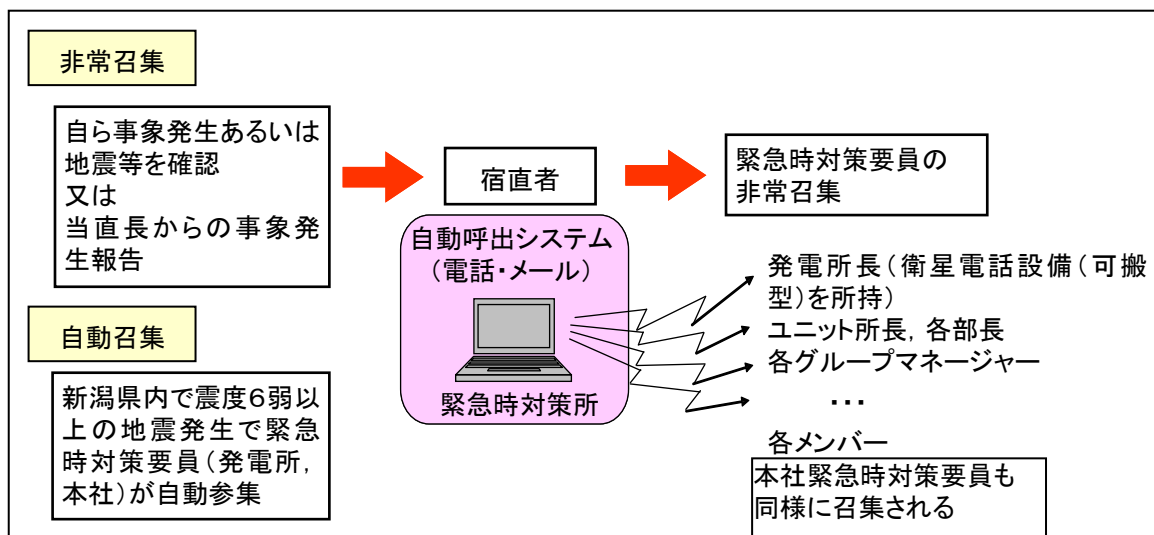 非常召集
自ら事象発生あるいは
地震等を確認
又は
当直長からの事象発
生報告
自動召集
新潟県内で震度6弱以
上の地震発生で緊急
時対策要員(発電所,
本社)が自動参集
宿直者
自動呼出システム
(電話・メール)
緊急時対策所
緊急時対策要員の
非常召集
発電所長(衛星電話設備(可搬
型)を所持)
ユニット所長, 各部長
各グループマネージャー
・・・
各メンバー
本社緊急時対策要員も
同様に召集される